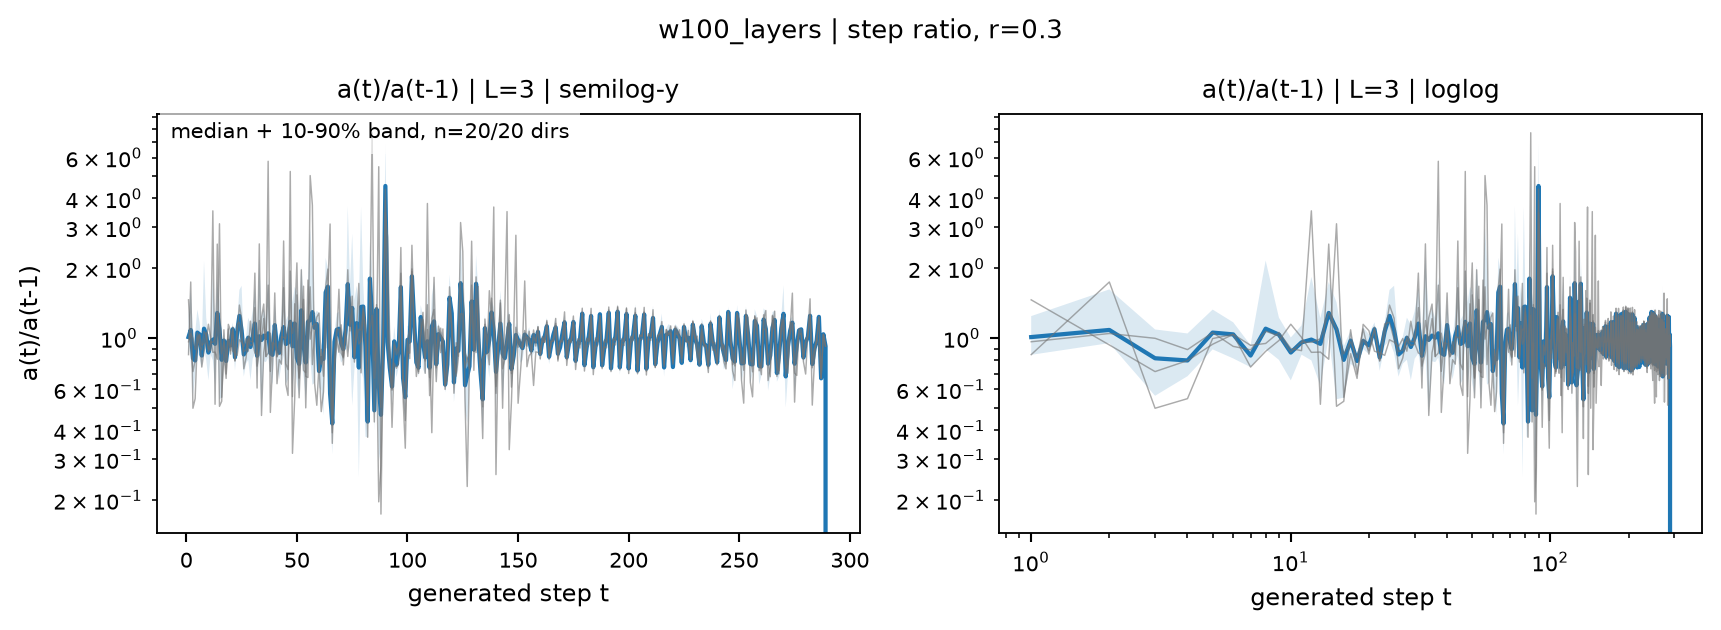 w100_layers | step ratio, r=0.3
a(t)/a(t-1) | L=3 | semilog-y
median + 10-90% band, n=20/20 dirs
a(t)/a(t-1)
6 × 10⁰
4 × 10⁰
3 × 10⁰
2 × 10⁰
10⁰
6 × 10⁻¹
4 × 10⁻¹
3 × 10⁻¹
2 × 10⁻¹
0 50 100 150 200 250 300
generated step t
a(t)/a(t-1) | L=3 | loglog
6 × 10⁰
4 × 10⁰
3 × 10⁰
2 × 10⁰
10⁰
6 × 10⁻¹
4 × 10⁻¹
3 × 10⁻¹
2 × 10⁻¹
10⁰ 10¹ 10²
generated step t